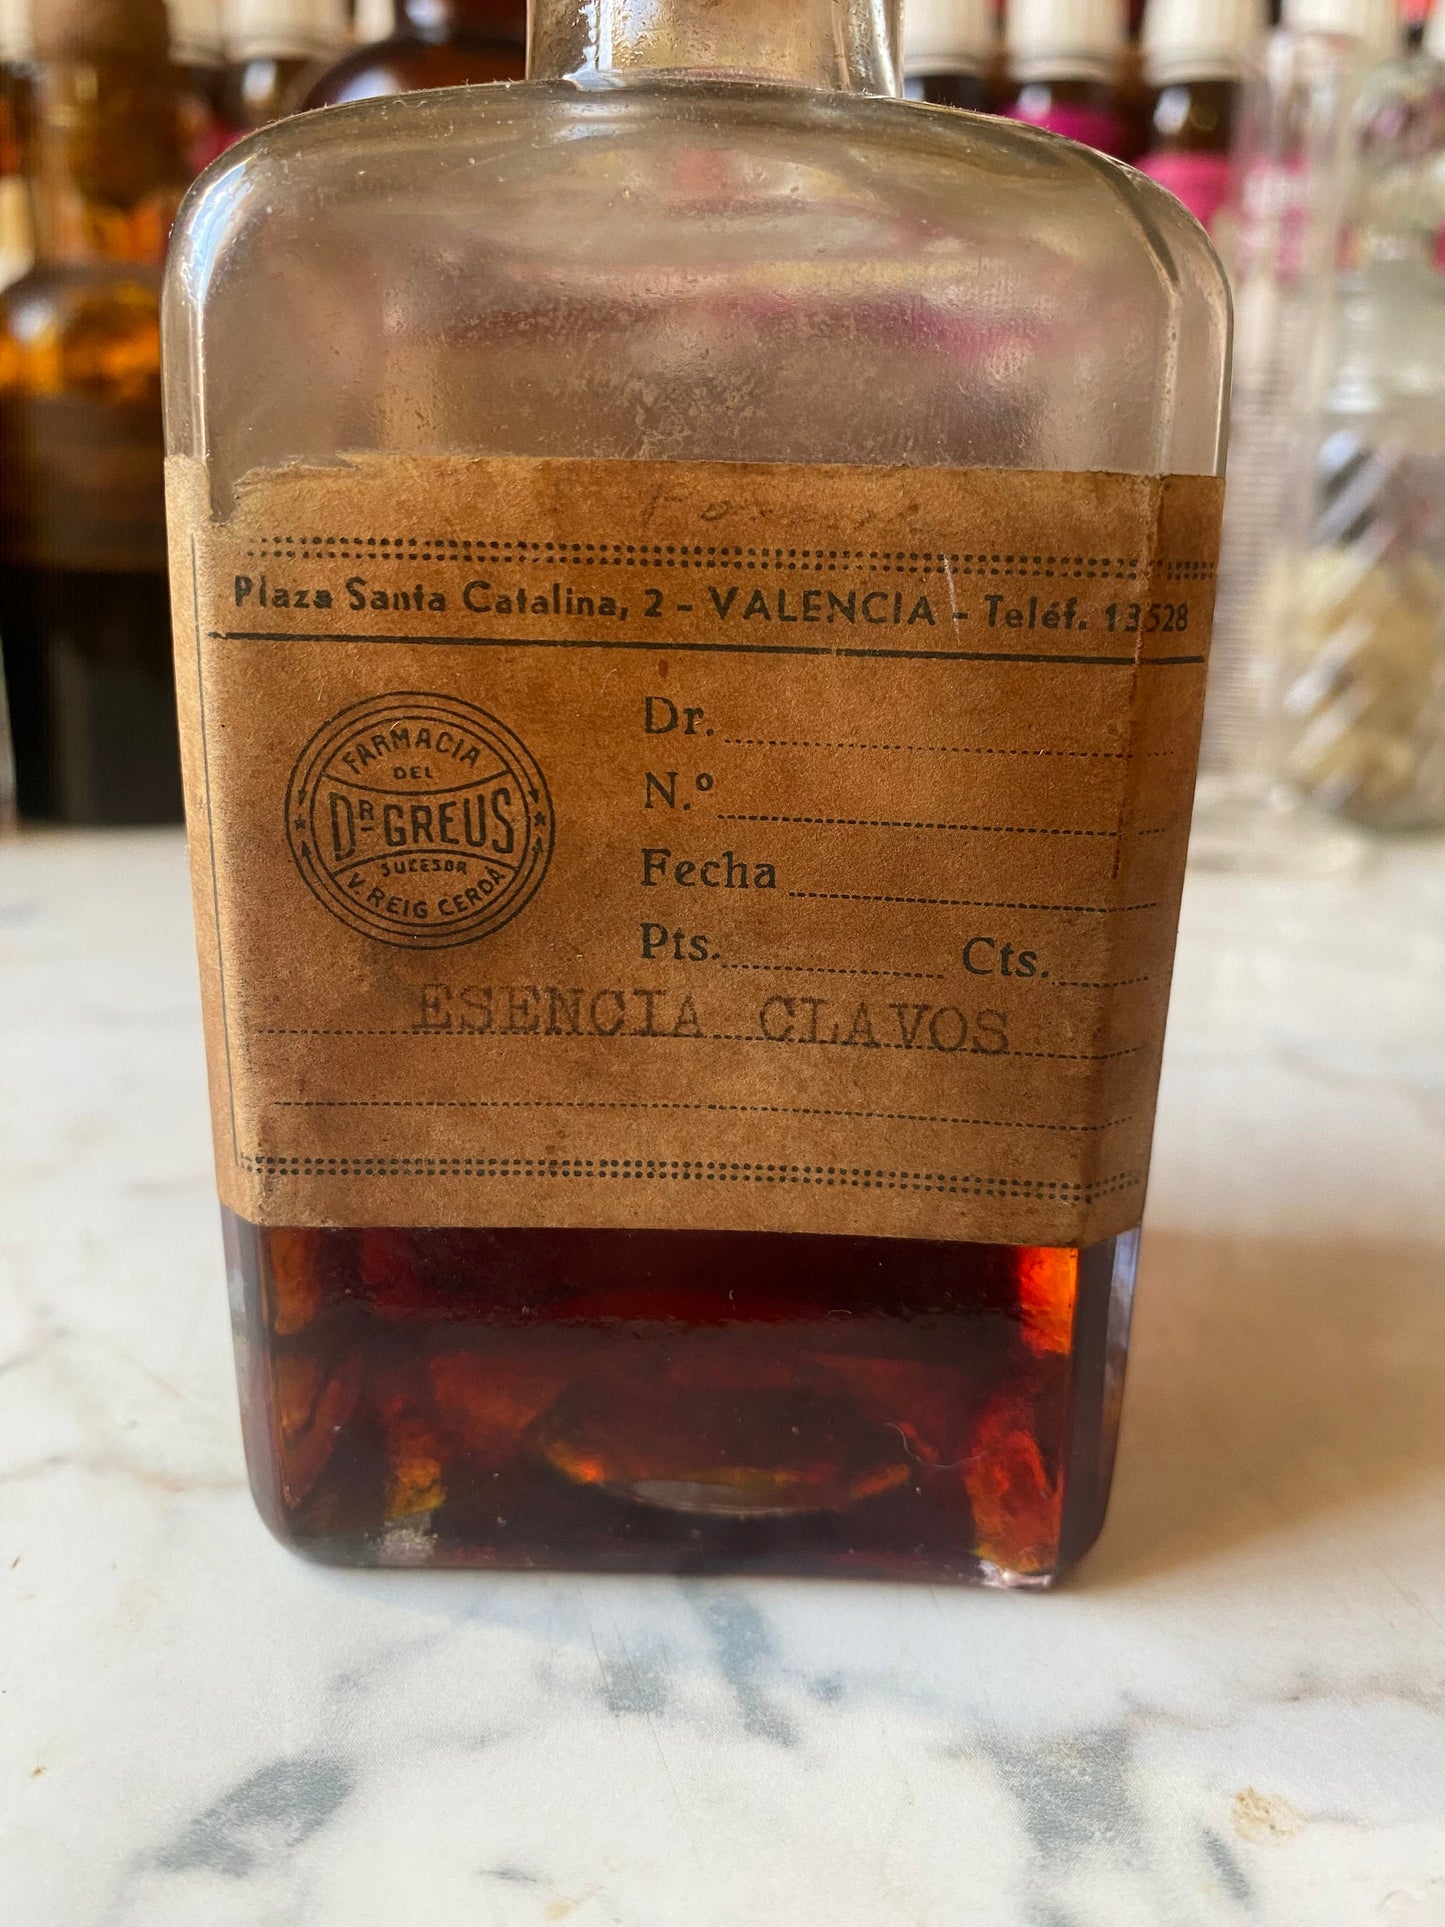 Plaza Santa Catalina, 2 - VALENCIA - Teléf. 13528
FARMACIA
DEL
DR GREUS
SUCESOR
V. REIG CERDÁ
Dr.
N.º
Fecha
Pts. Cts.
ESENCIA CLAVOS